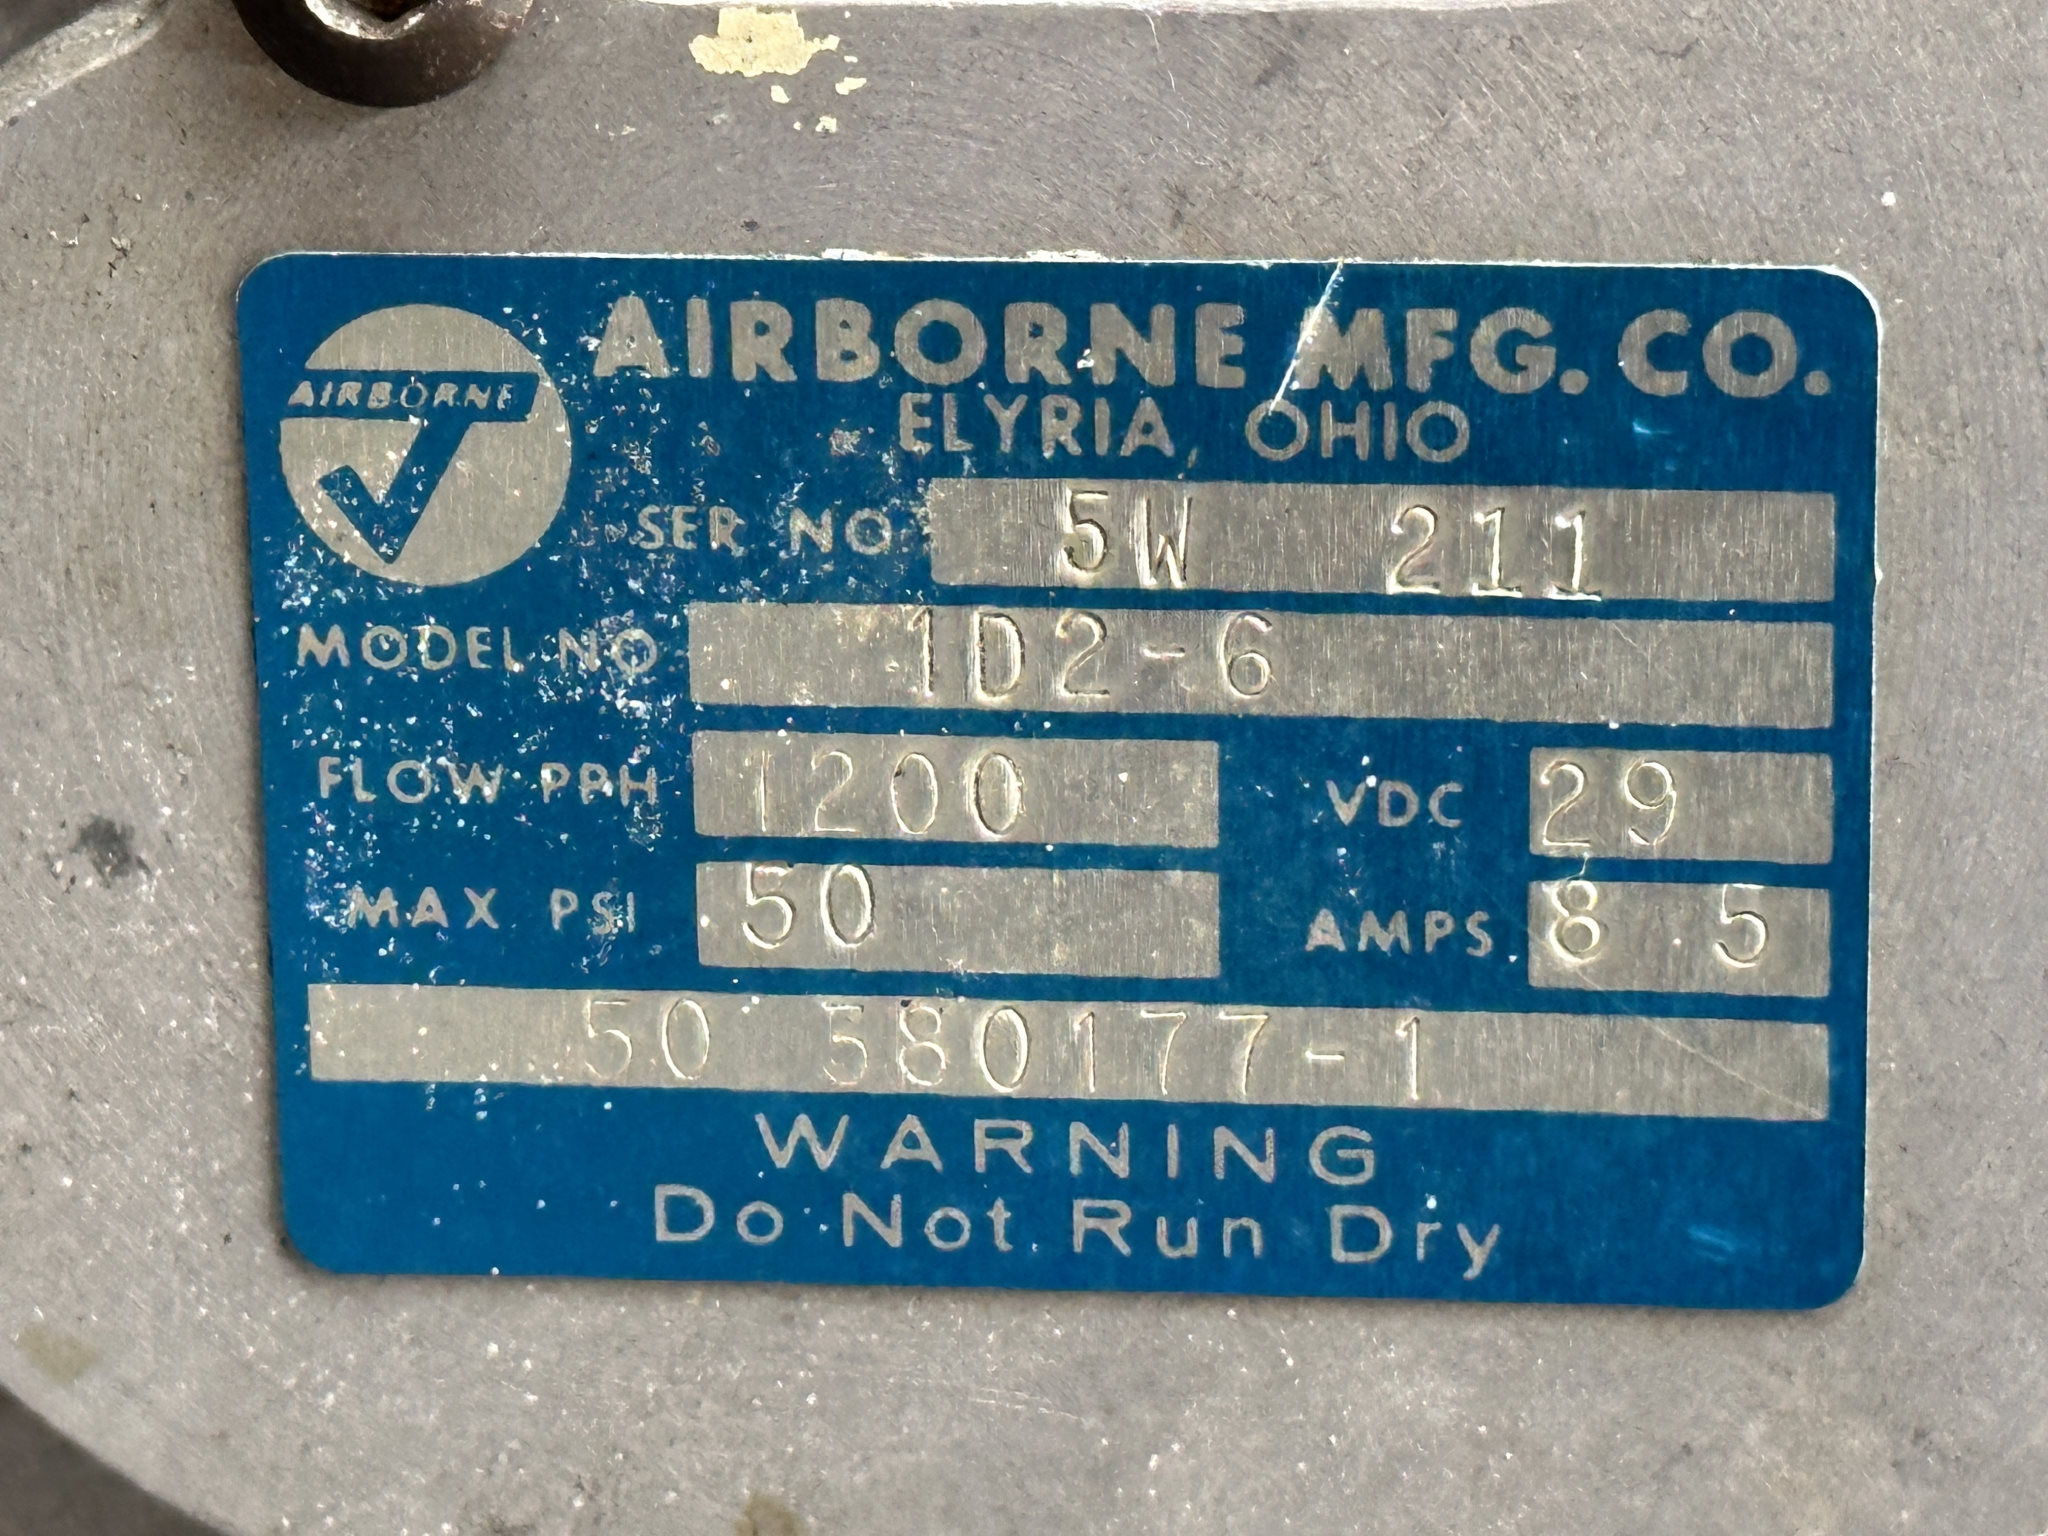 AIRBORNE MFG. CO.
AIRBORNE
ELYRIA, OHIO
SER NO. 5W 211
MODEL NO. 1D2-6
FLOW PPH 1200 VDC 29
MAX PSI 50 AMPS 8 5
50 380177-1
WARNING
Do Not Run Dry